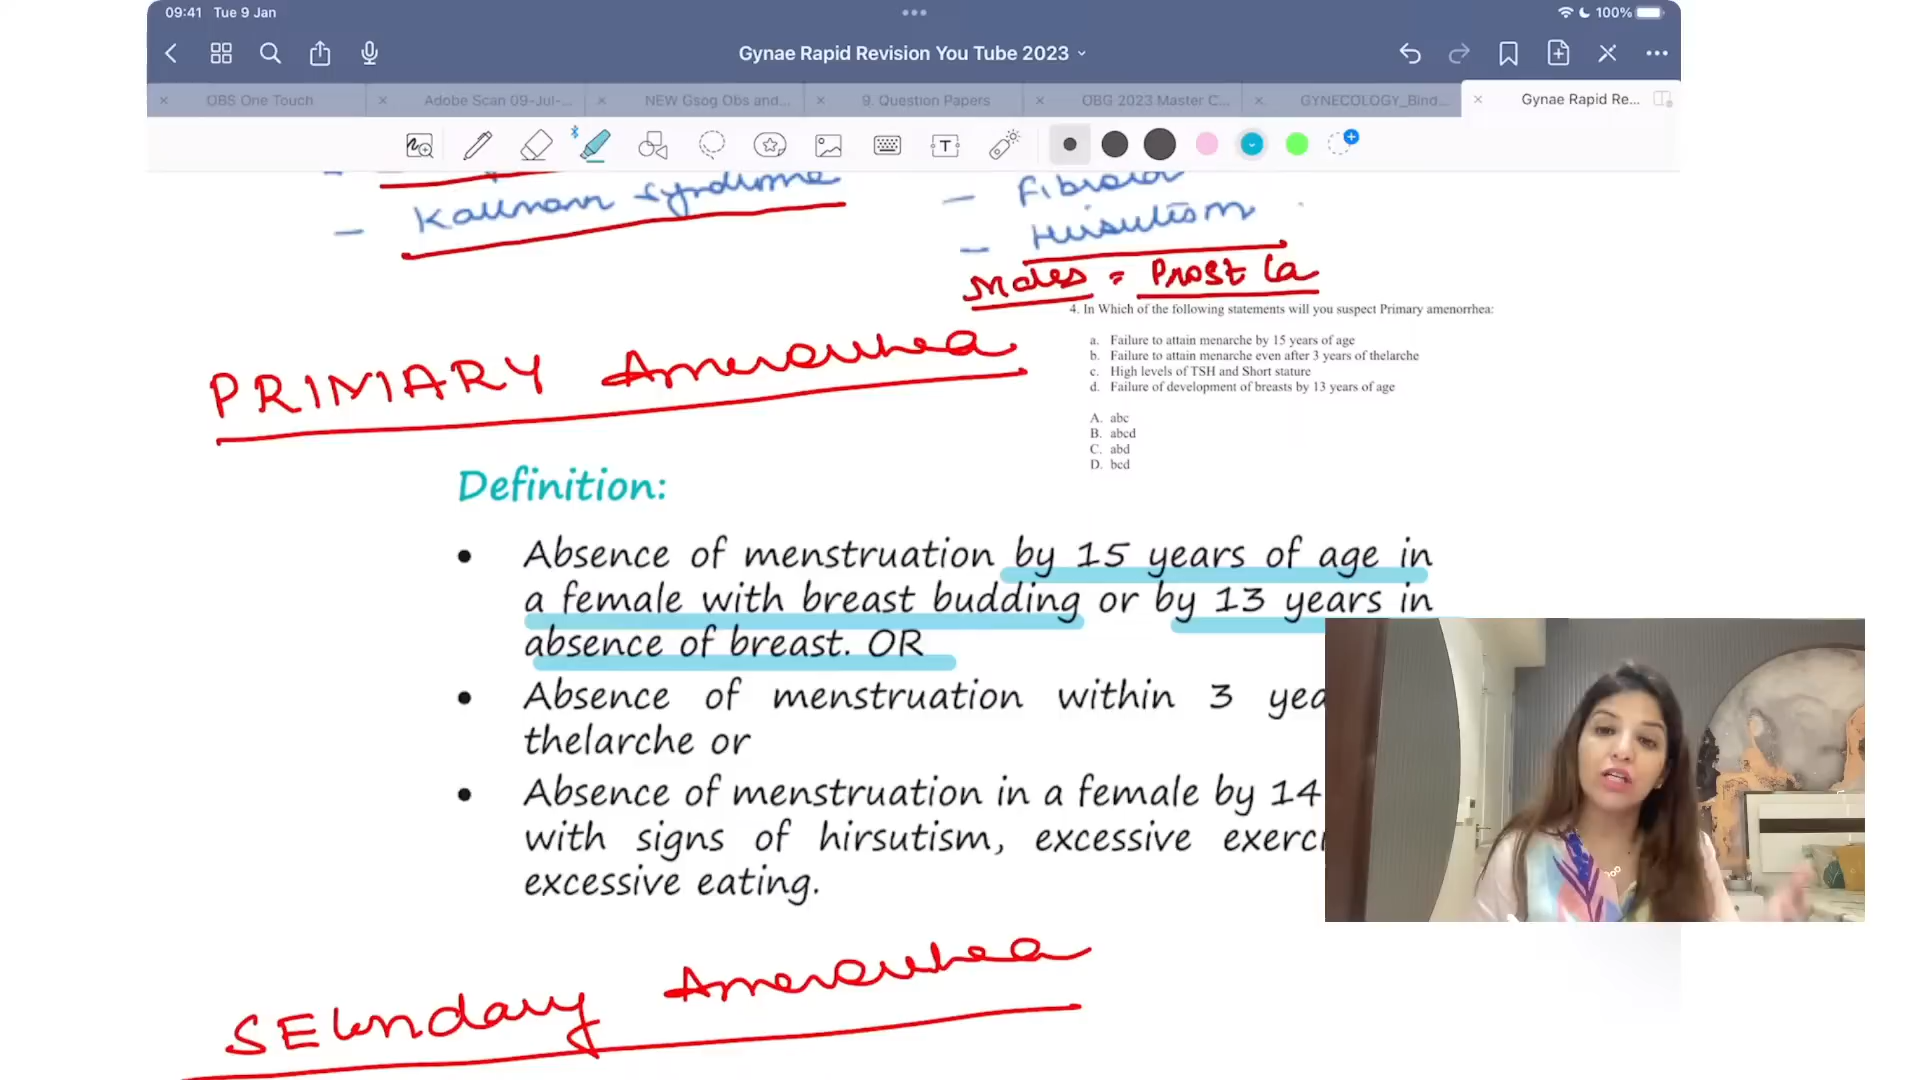 09:41 Tue 9 Jan
100%
Gynae Rapid Revision You Tube 2023
OBS One Touch
Adobe Scan 09-Jul-...
NEW Gsog Obs and...
9. Question Papers
OBG 2023 Master C...
GYNECOLOGY_Bind...
Gynae Rapid Re...
- Kallmann Syndrome
- Fibroid
- Hirsutism
Males = Prost Ca
4. In Which of the following statements will you suspect Primary amenorrhea:
a. Failure to attain menarche by 15 years of age
b. Failure to attain menarche even after 3 years of thelarche
c. High levels of TSH and Short stature
d. Failure of development of breasts by 13 years of age
A. abc
B. abcd
C. abd
D. bcd
PRIMARY Amenorrhea
Definition:
• Absence of menstruation by 15 years of age in
a female with breast budding or by 13 years in
absence of breast. OR
• Absence of menstruation within 3 yea
thelarche or
• Absence of menstruation in a female by 14
with signs of hirsutism, excessive exerci
excessive eating.
SECondary Amenorrhea